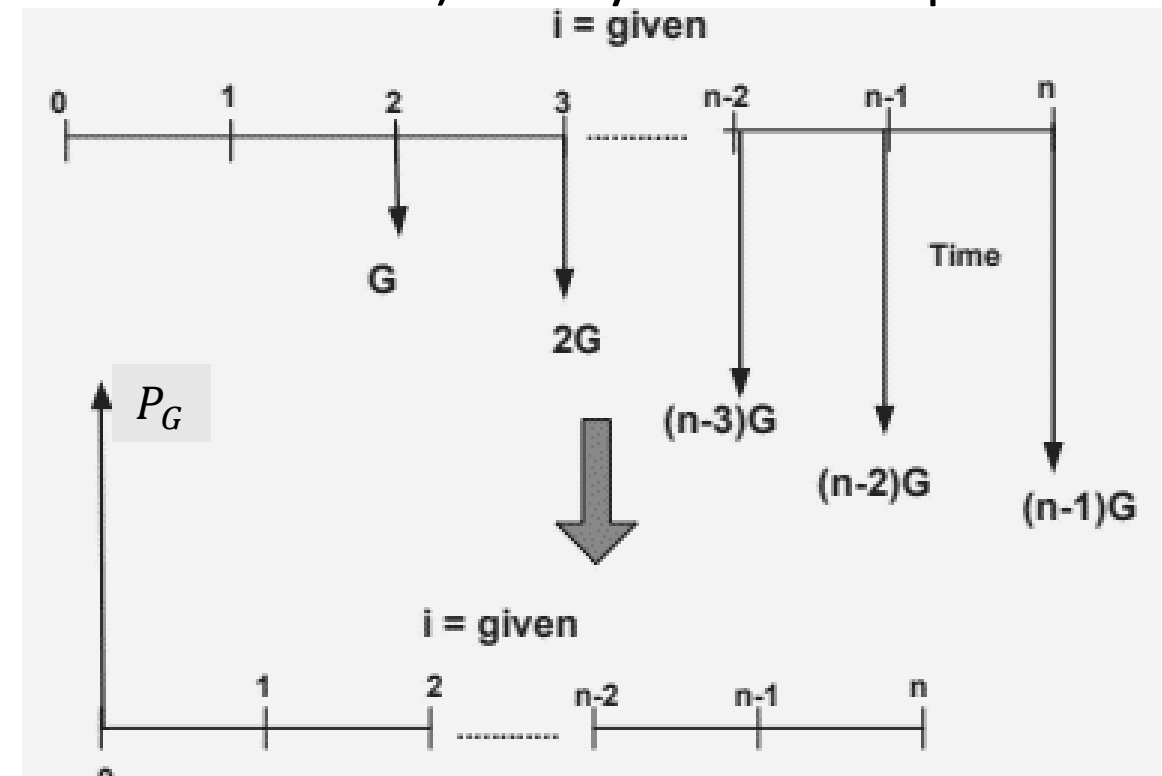 i = given
0 1 2 3 n-2 n-1 n
Time
G
2G
P_G
(n-3)G
(n-2)G
(n-1)G
i = given
1 2 n-2 n-1 n